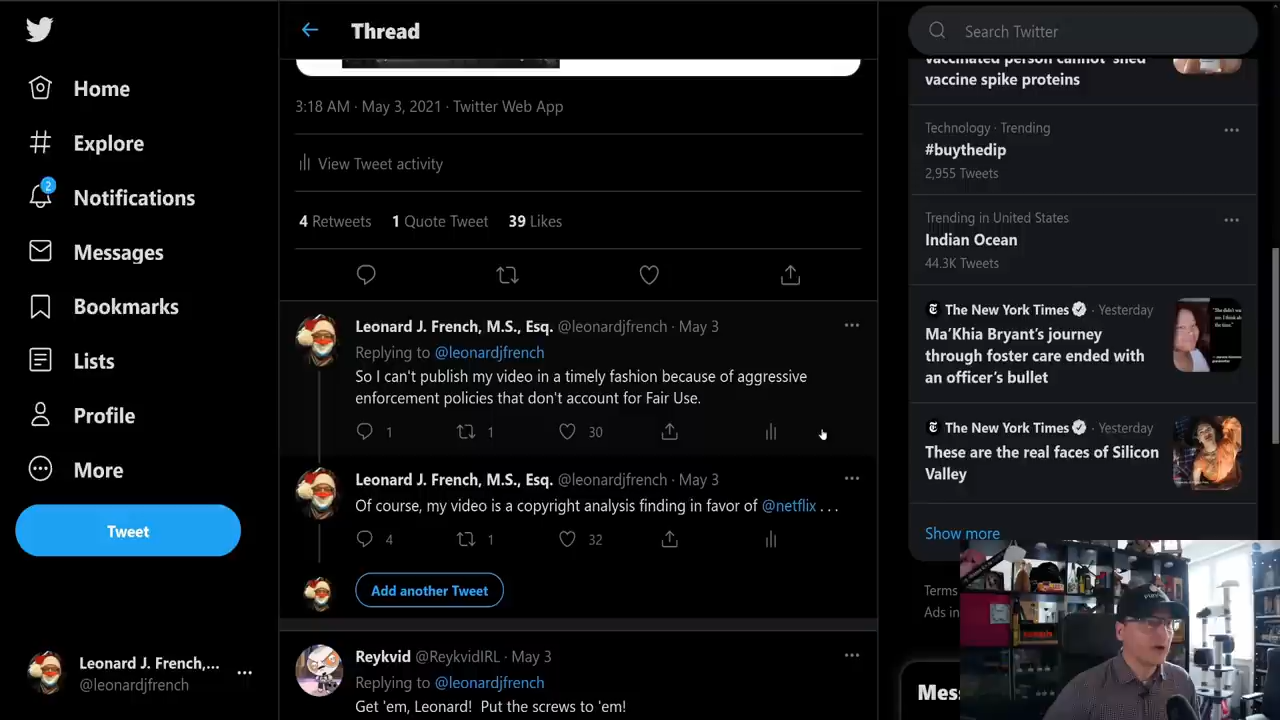 Home
Explore
2
Notifications
Messages
Bookmarks
Lists
Profile
More
Tweet
Leonard J. French,...
@leonardjfrench
Thread
3:18 AM · May 3, 2021 · Twitter Web App
View Tweet activity
4 Retweets 1 Quote Tweet 39 Likes
Leonard J. French, M.S., Esq. @leonardjfrench · May 3
Replying to @leonardjfrench
So I can't publish my video in a timely fashion because of aggressive
enforcement policies that don't account for Fair Use.
1 1 30
Leonard J. French, M.S., Esq. @leonardjfrench · May 3
Of course, my video is a copyright analysis finding in favor of @netflix . . .
4 1 32
Add another Tweet
Reykvid @ReykvidIRL · May 3
Replying to @leonardjfrench
Get 'em, Leonard! Put the screws to 'em!
Search Twitter
vaccinated person cannot 'shed'
vaccine spike proteins
Technology · Trending
#buythedip
2,955 Tweets
Trending in United States
Indian Ocean
44.3K Tweets
The New York Times · Yesterday
Ma'Khia Bryant's journey
through foster care ended with
an officer's bullet
The New York Times · Yesterday
These are the real faces of Silicon
Valley
Show more
Terms
Ads in
Mess